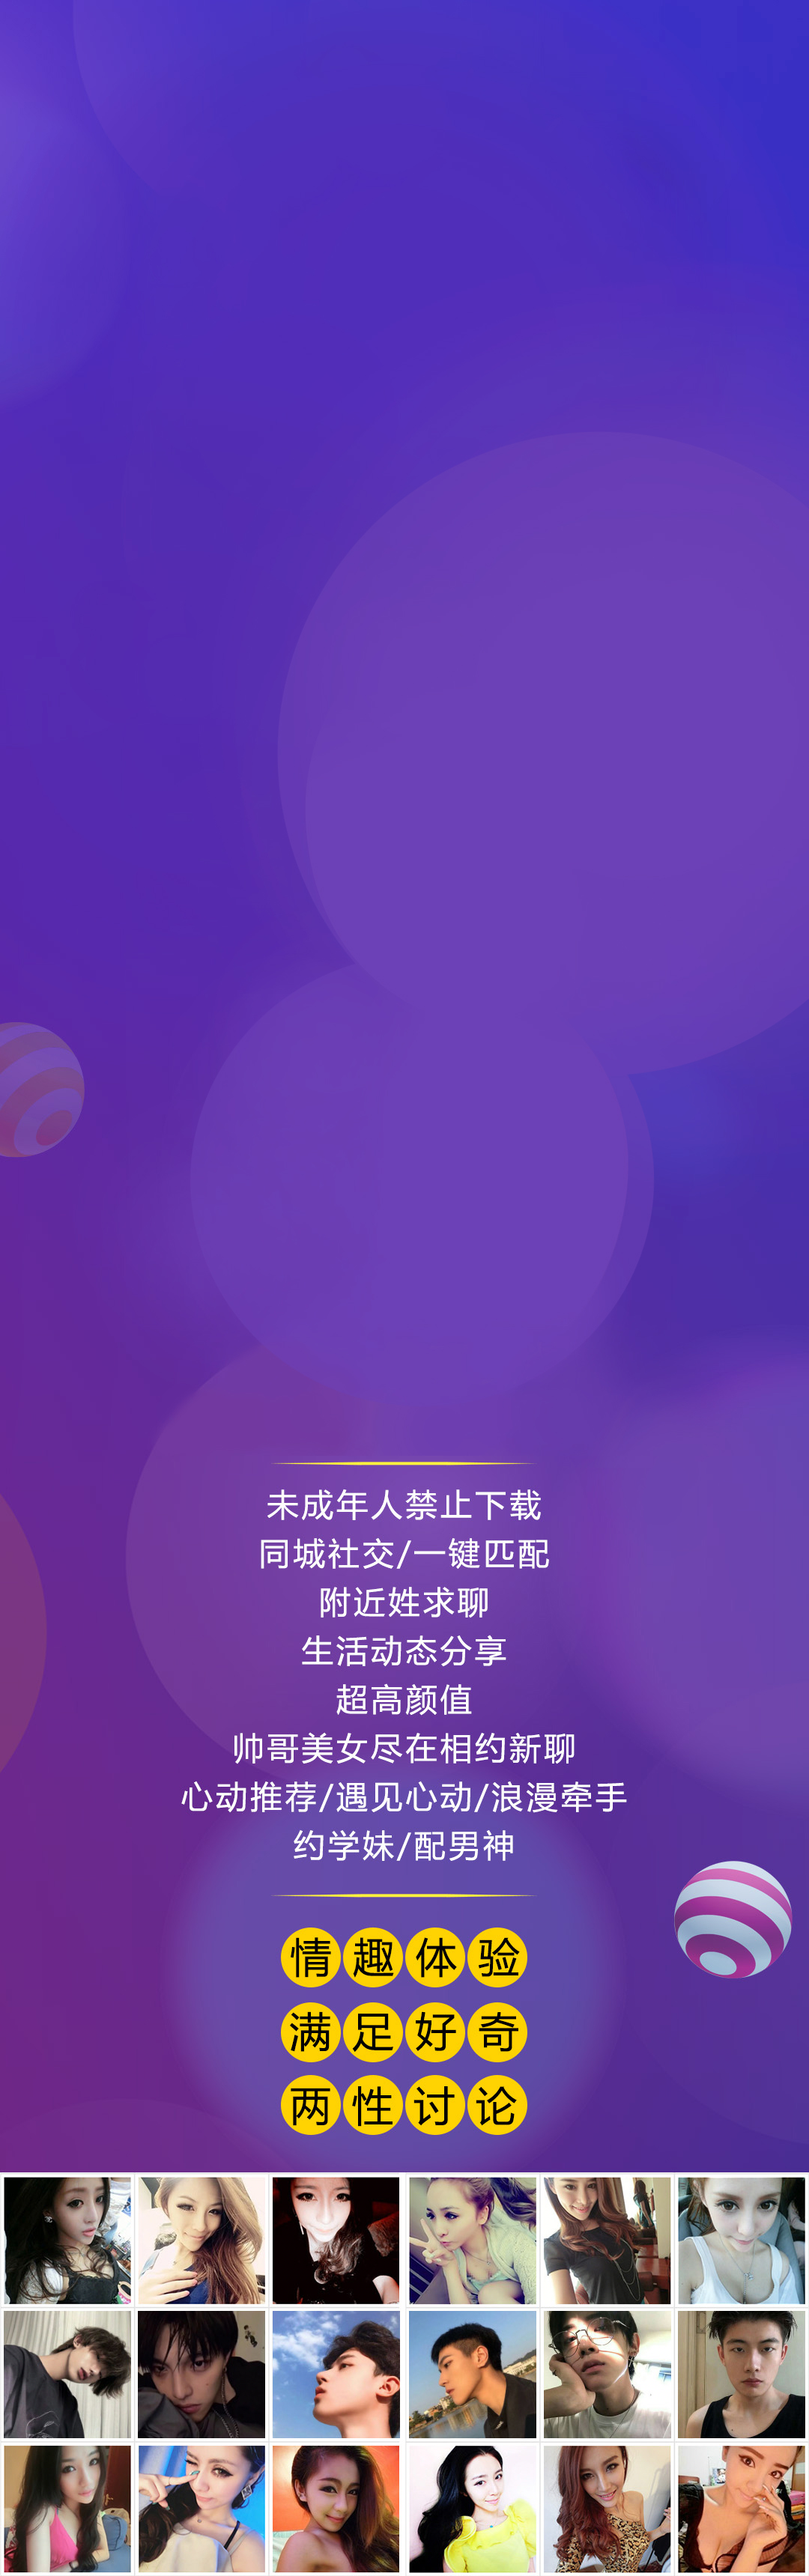 未成年人禁止下载
同城社交/一键匹配
附近姓求聊
生活动态分享
超高颜值
帅哥美女尽在相约新聊
心动推荐/遇见心动/浪漫牵手
约学妹/配男神
情趣体验
满足好奇
两性讨论